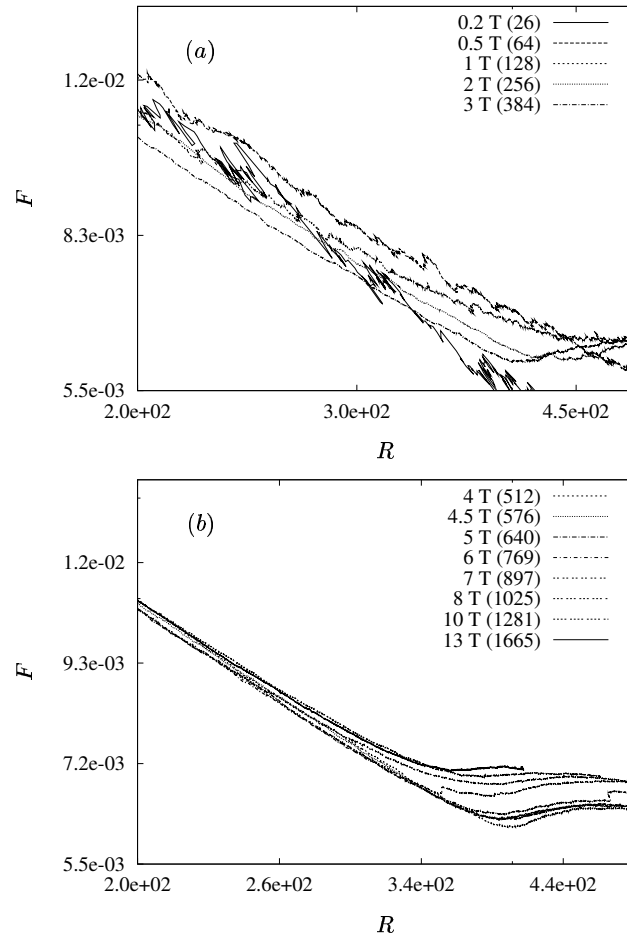 (a)
0.2 T (26)
0.5 T (64)
1 T (128)
2 T (256)
3 T (384)
1.2e-02
8.3e-03
5.5e-03
F
2.0e+02 3.0e+02 4.5e+02
R
(b)
4 T (512)
4.5 T (576)
5 T (640)
6 T (769)
7 T (897)
8 T (1025)
10 T (1281)
13 T (1665)
1.2e-02
9.3e-03
7.2e-03
5.5e-03
F
2.0e+02 2.6e+02 3.4e+02 4.4e+02
R